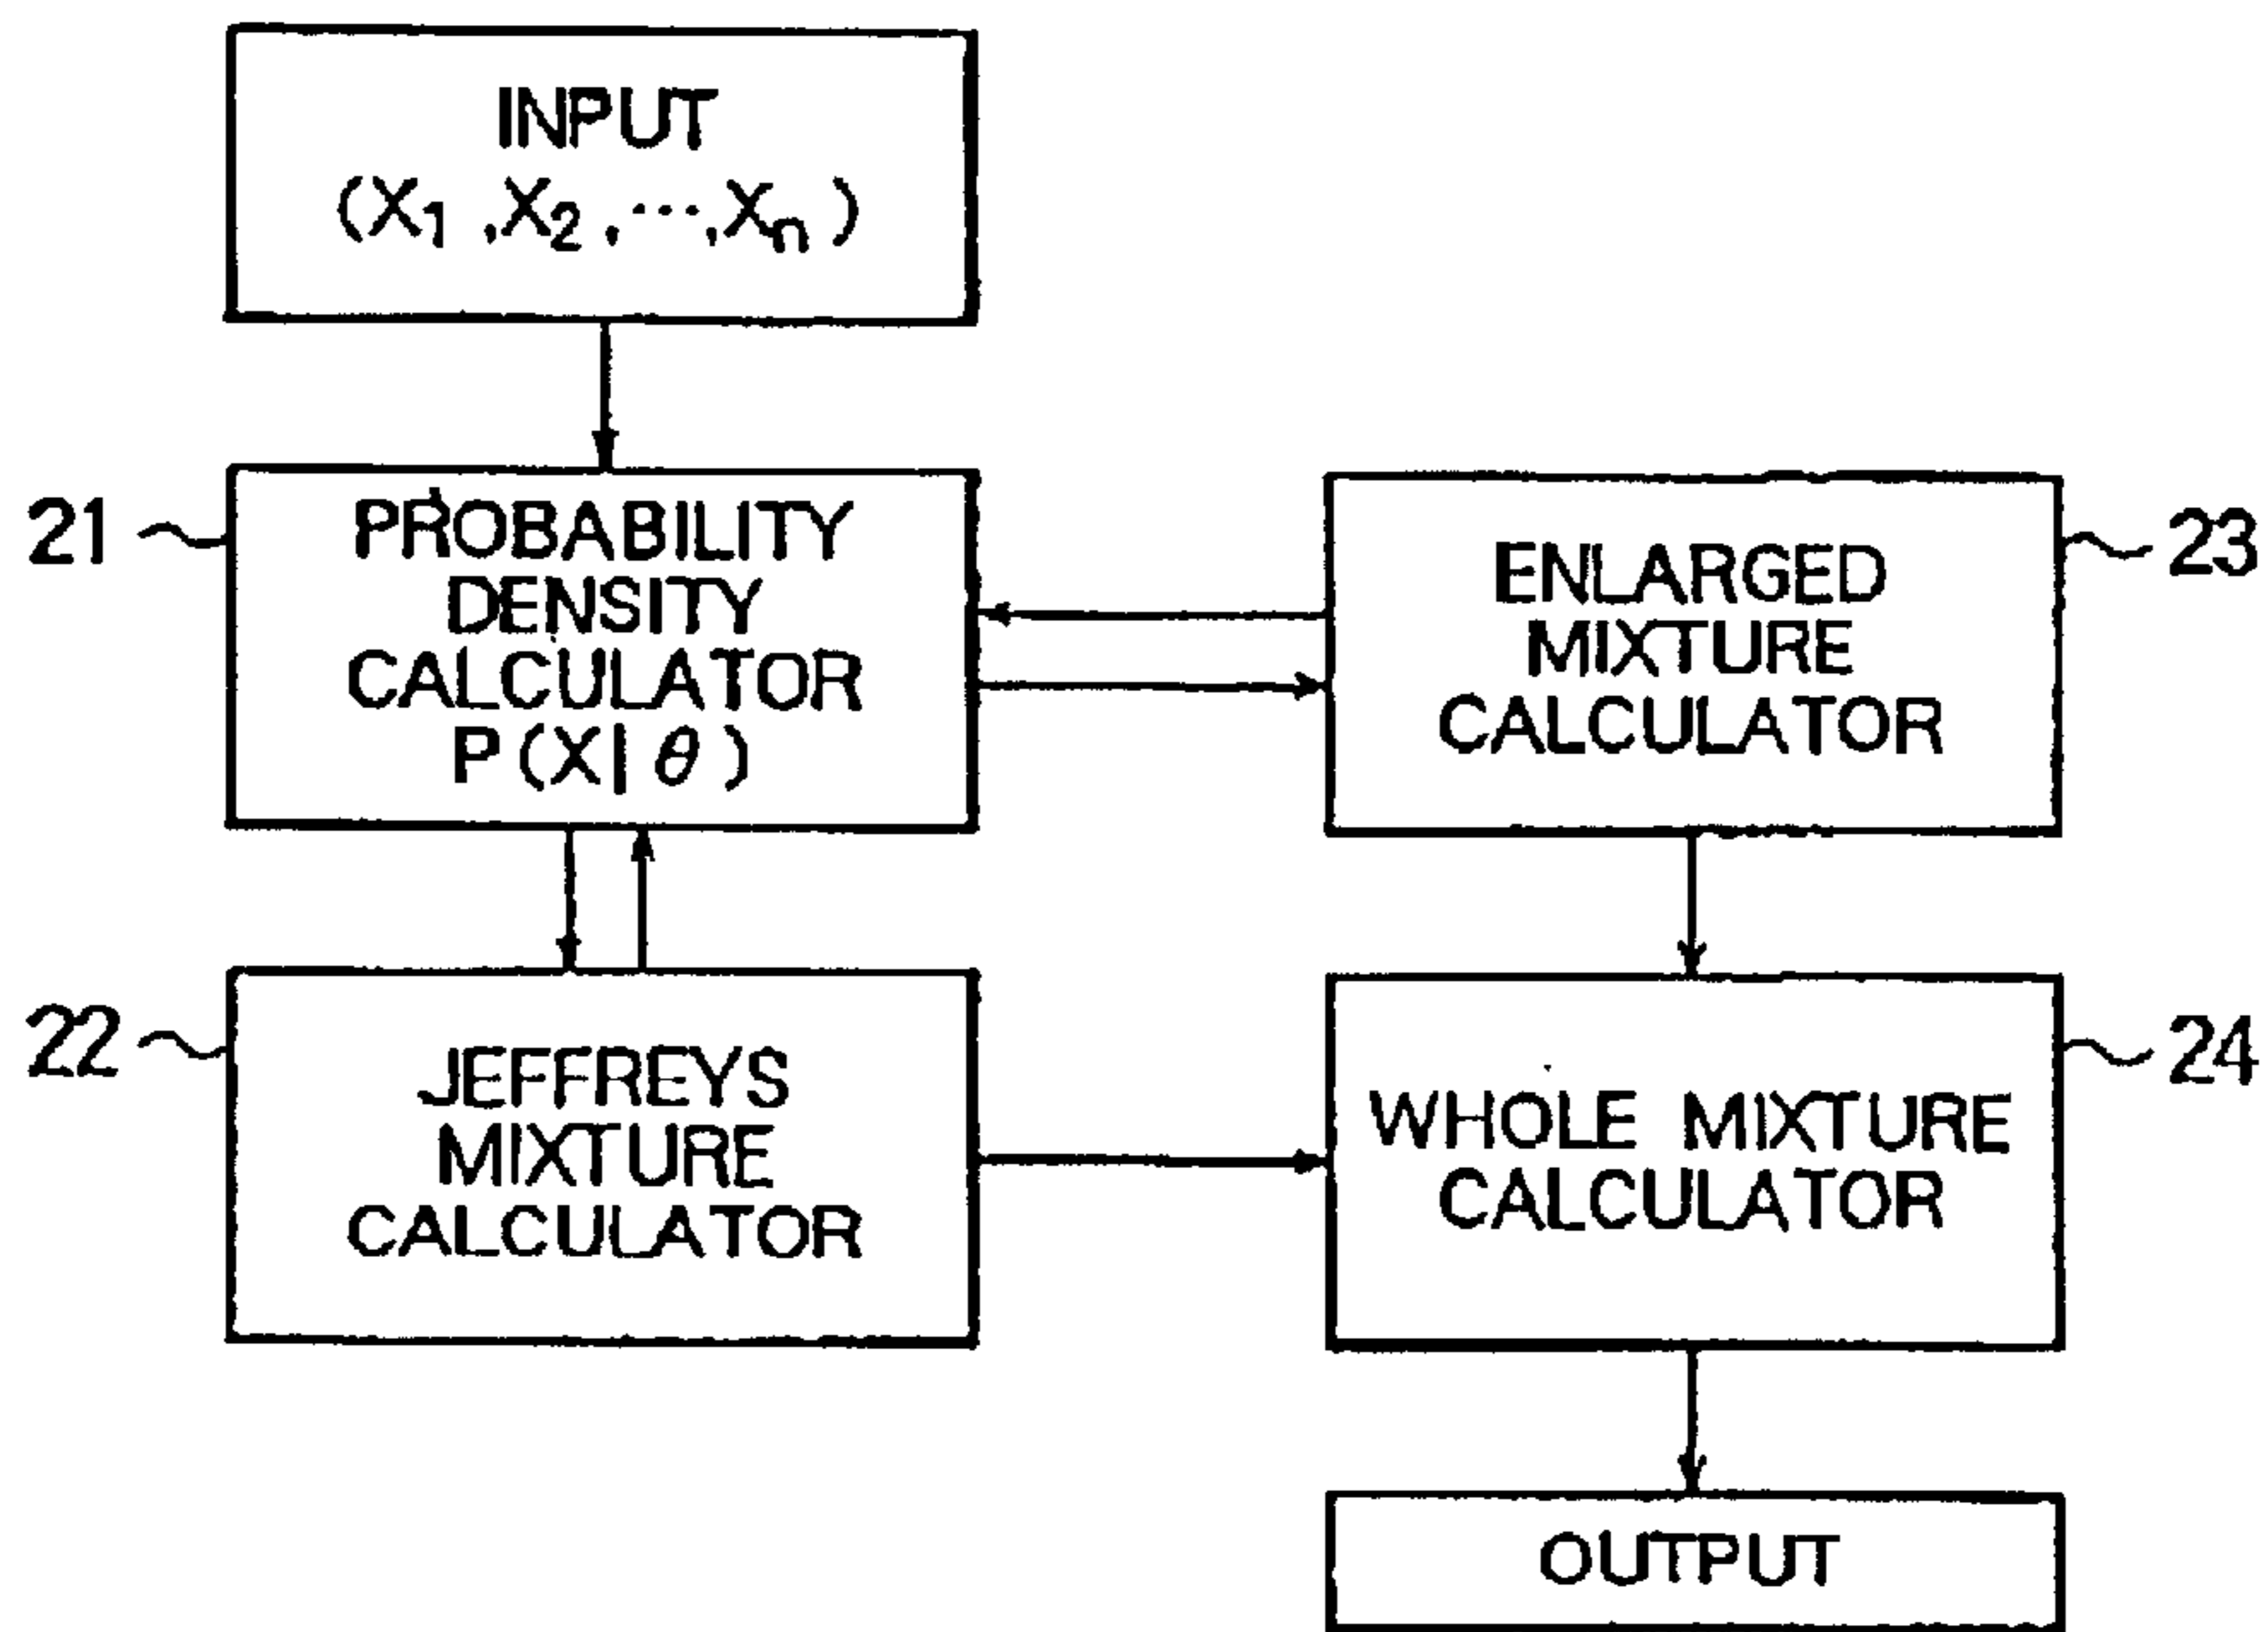 INPUT
(X₁ ,X₂ ,···,Xₙ )
21
PROBABILITY
DENSITY
CALCULATOR
P(X| θ )
ENLARGED
MIXTURE
CALCULATOR
23
22
JEFFREYS
MIXTURE
CALCULATOR
WHOLE MIXTURE
CALCULATOR
24
OUTPUT